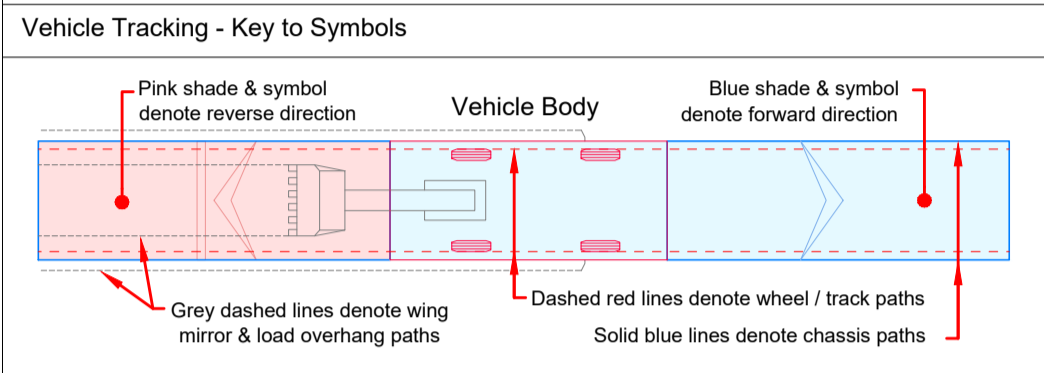 Vehicle Tracking - Key to Symbols
Pink shade & symbol
denote reverse direction
Vehicle Body
Blue shade & symbol
denote forward direction
Grey dashed lines denote wing
mirror & load overhang paths
Dashed red lines denote wheel / track paths
Solid blue lines denote chassis paths